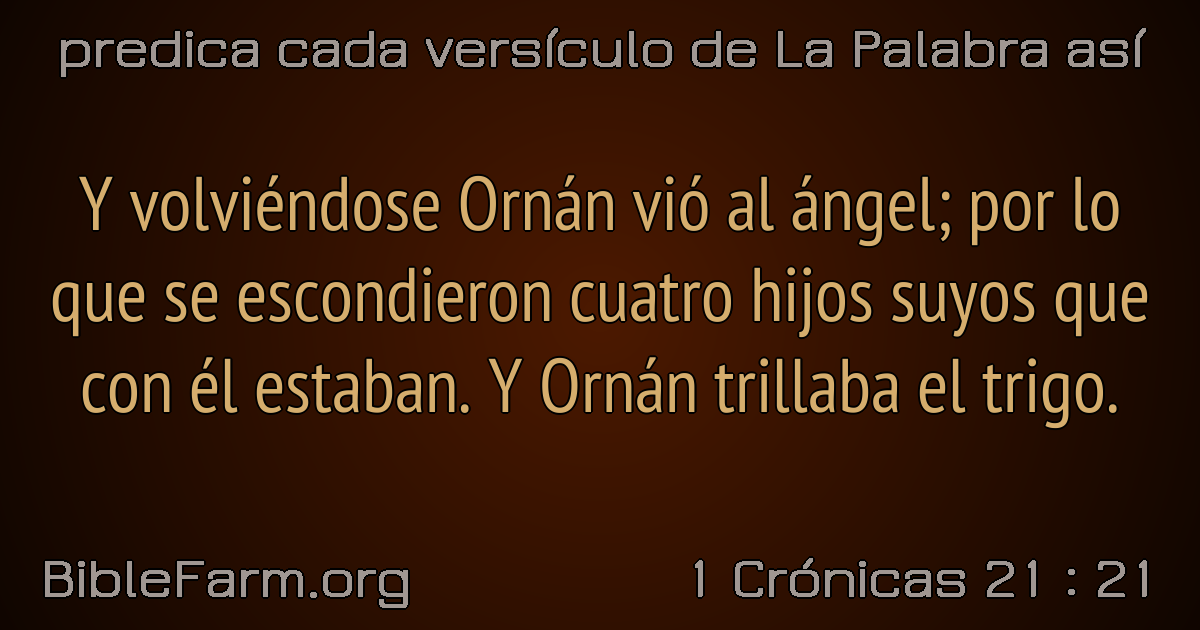 predica cada versículo de La Palabra así
Y volviéndose Ornán vió al ángel; por lo
que se escondieron cuatro hijos suyos que
con él estaban. Y Ornán trillaba el trigo.
BibleFarm.org
1 Crónicas 21 : 21